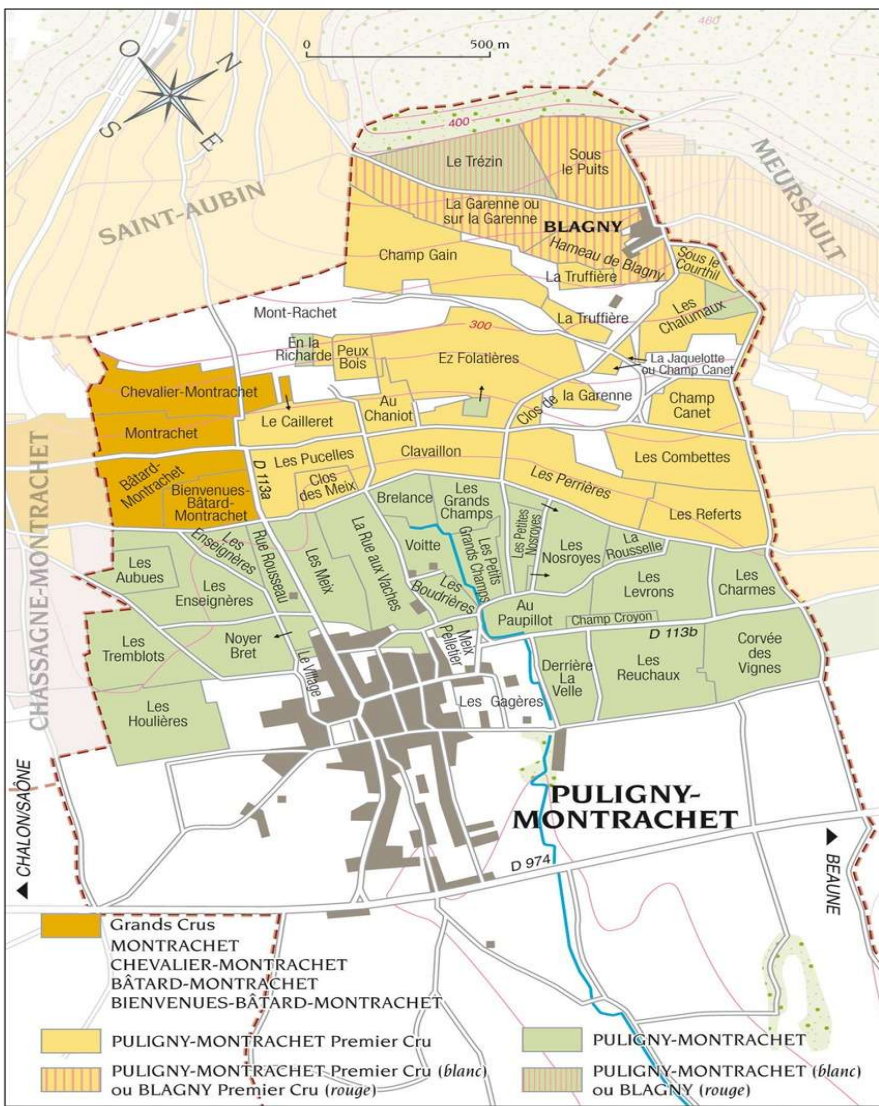 0 500 m
460
O
N
S
E
400
Le Trézin
Sous
le Puits
SAINT-AUBIN
MEURSAULT
La Garenne ou
sur la Garenne
BLAGNY
Hameau de Blagny
Sous le
Courthil
Champ Gain
La Truffière
Les
Chalumaux
Mont-Rachet
La Truffière
300
En la
Richarde
Peux
Bois
Ez Folatières
La Jaquelotte
ou Champ Canet
Chevalier-Montrachet
Au
Chaniot
Clos de la Garenne
Champ
Canet
Le Cailleret
Montrachet
CHASSAGNE-MONTRACHET
D 113a
Les Pucelles
Clavaillon
Les Combettes
Bâtard-
Montrachet
Clos
des Meix
Les Perrières
Bienvenues-
Bâtard-
Montrachet
Brelance
Les
Grands
Champs
Les Referts
Les
Enseignères
Rue Rousseau
Les Meix
La Rue aux Vaches
Voitte
Les Petits
Grands Champs
Les Petites
Nosroyes
Les
Nosroyes
La
Rousselle
Les
Aubues
Les
Enseignères
Les
Boudrières
Les
Levrons
Les
Charmes
Au
Paupillot
Champ Croyon
D 113b
Les
Tremblots
Noyer
Bret
Le Village
Meix
Pelletier
Derrière
La
Velle
Les
Reuchaux
Corvée
des
Vignes
Les
Houlières
Les Gagères
PULIGNY-
MONTRACHET
CHALON/SAÔNE
BEAUNE
D 974
Grands Crus
MONTRACHET
CHEVALIER-MONTRACHET
BÂTARD-MONTRACHET
BIENVENUES-BÂTARD-MONTRACHET
PULIGNY-MONTRACHET Premier Cru
PULIGNY-MONTRACHET
PULIGNY-MONTRACHET Premier Cru (blanc)
ou BLAGNY Premier Cru (rouge)
PULIGNY-MONTRACHET (blanc)
ou BLAGNY (rouge)